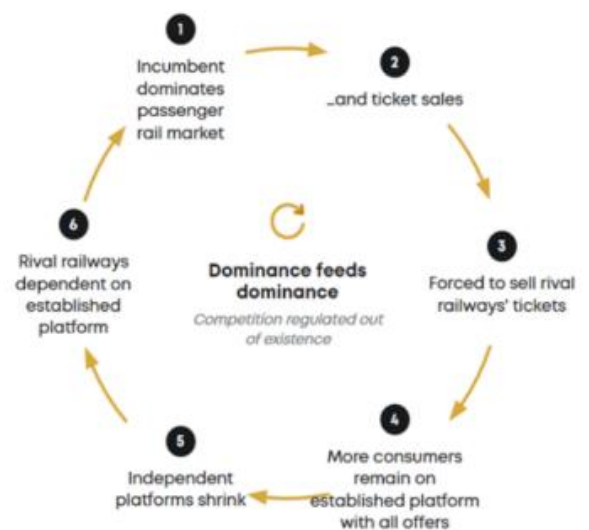 1
Incumbent
dominates
passenger
rail market
2
...and ticket sales
3
Forced to sell rival
railways' tickets
4
More consumers
remain on
established platform
with all offers
5
Independent
platforms shrink
6
Rival railways
dependent on
established
platform
Dominance feeds
dominance
Competition regulated out
of existence